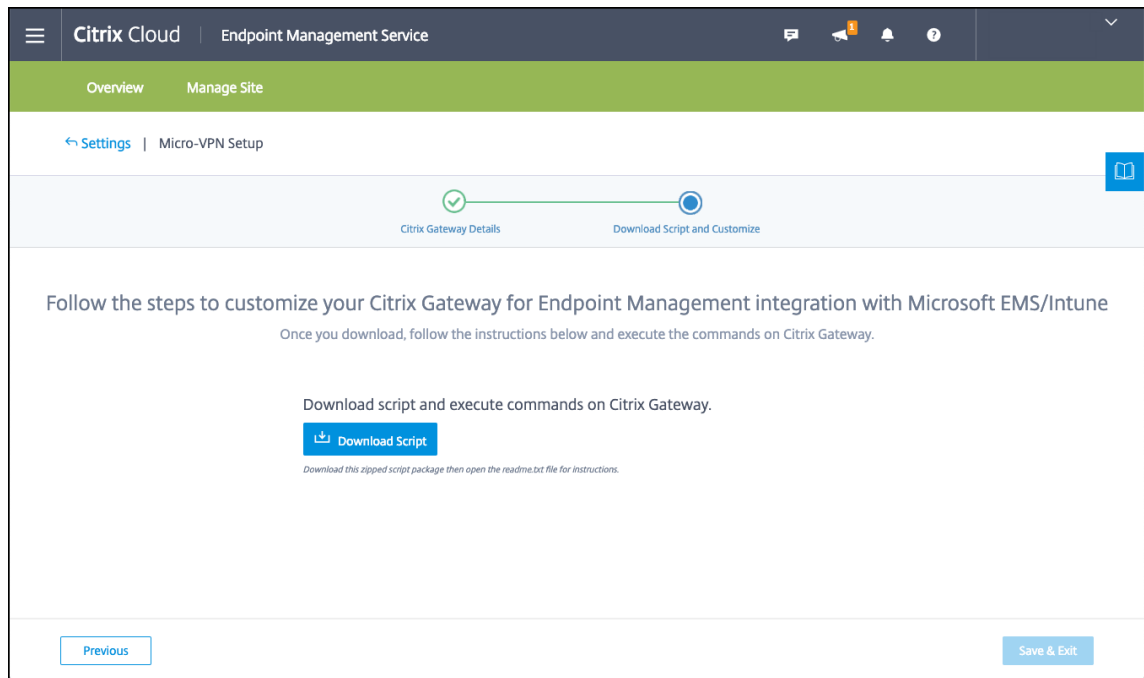 Citrix Cloud | Endpoint Management Service 1 ?
Overview Manage Site
Settings | Micro-VPN Setup
Citrix Gateway Details Download Script and Customize
Follow the steps to customize your Citrix Gateway for Endpoint Management integration with Microsoft EMS/Intune
Once you download, follow the instructions below and execute the commands on Citrix Gateway.
Download script and execute commands on Citrix Gateway.
Download Script
Download this zipped script package then open the readme.txt file for instructions.
Previous Save & Exit